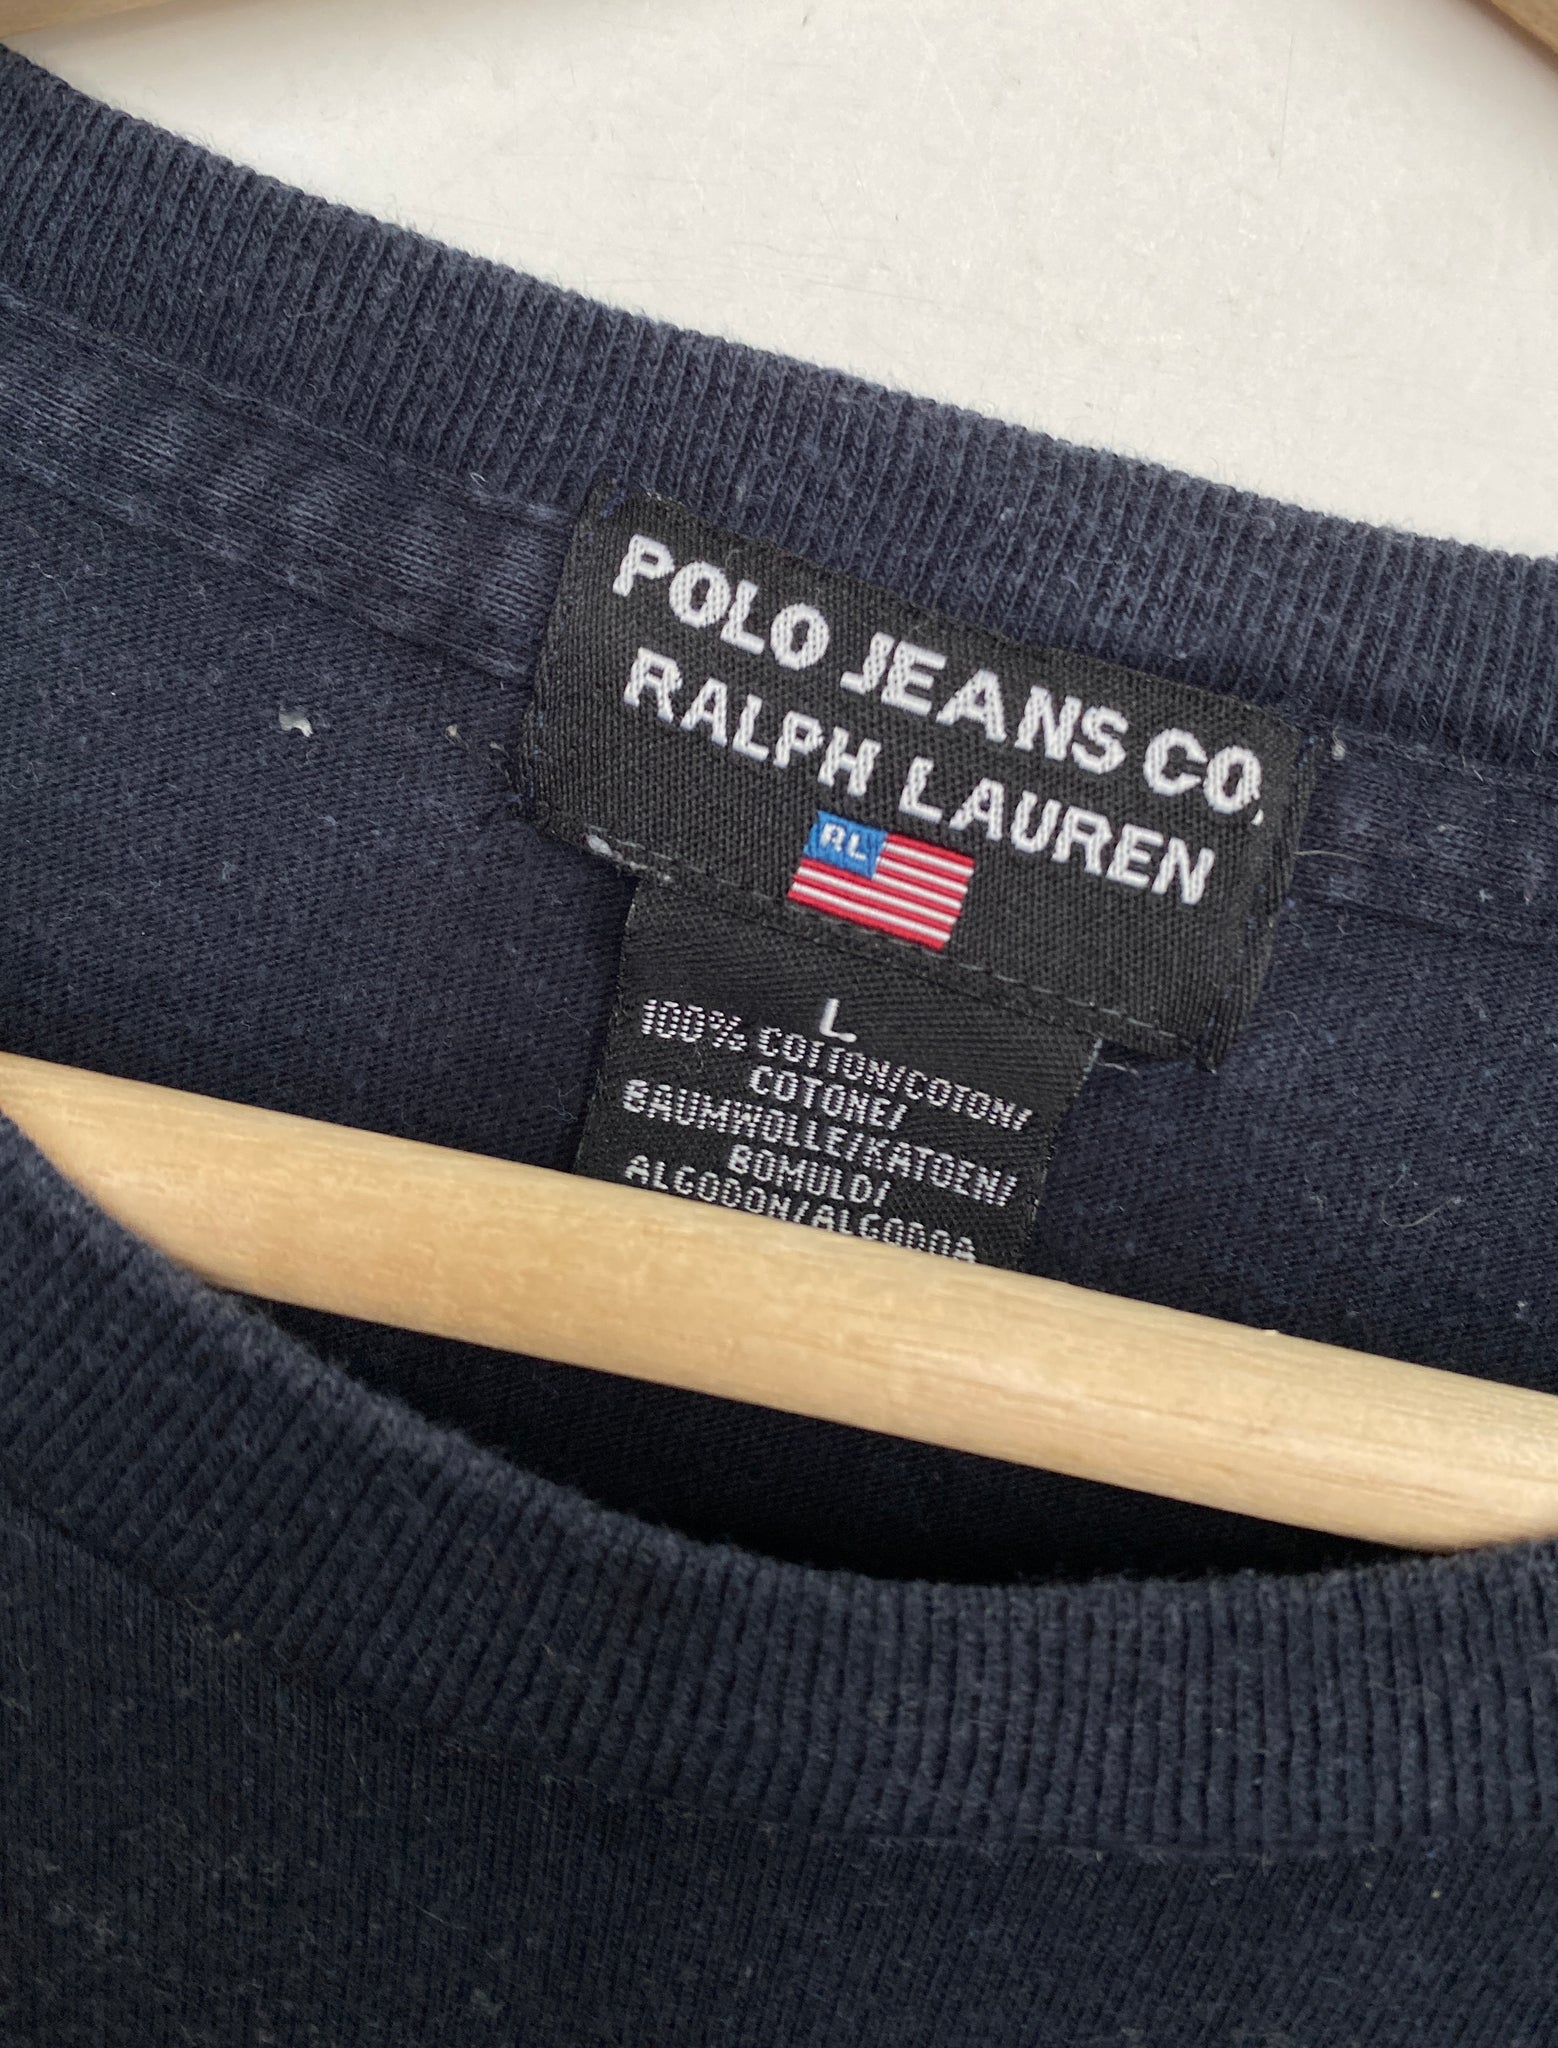 POLO JEANS CO.
RALPH LAUREN
RL
L
100% COTTON/COTON/
COTONE/
BAUMWOLLE/KATOEN/
BOMULD/
ALGODON/ALGODOA